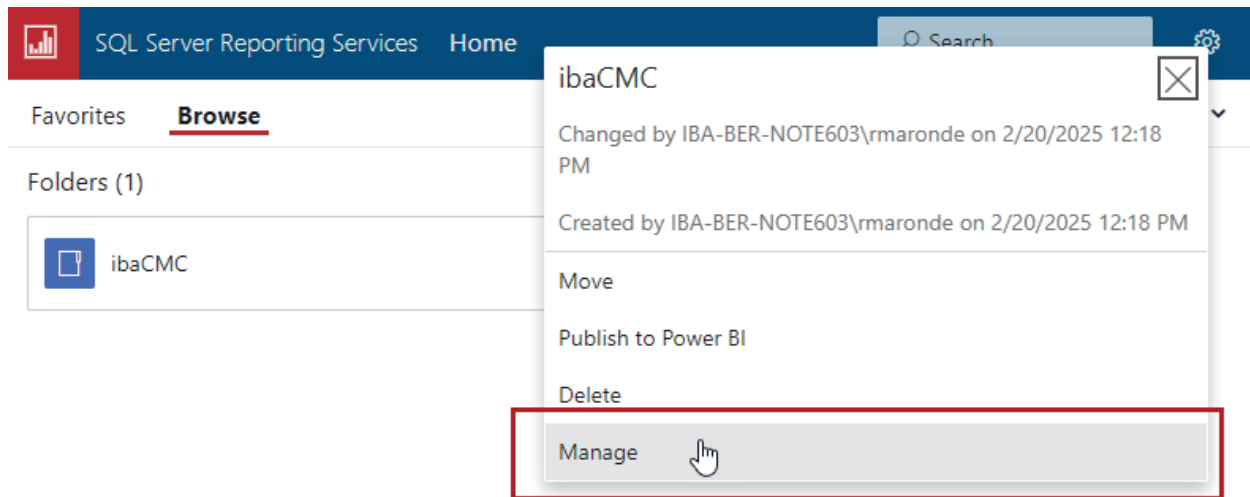 SQL Server Reporting Services Home
Search
ibaCMC
Changed by IBA-BER-NOTE603\rmaronde on 2/20/2025 12:18
PM
Created by IBA-BER-NOTE603\rmaronde on 2/20/2025 12:18 PM
Move
Publish to Power BI
Delete
Manage
Favorites Browse
Folders (1)
ibaCMC